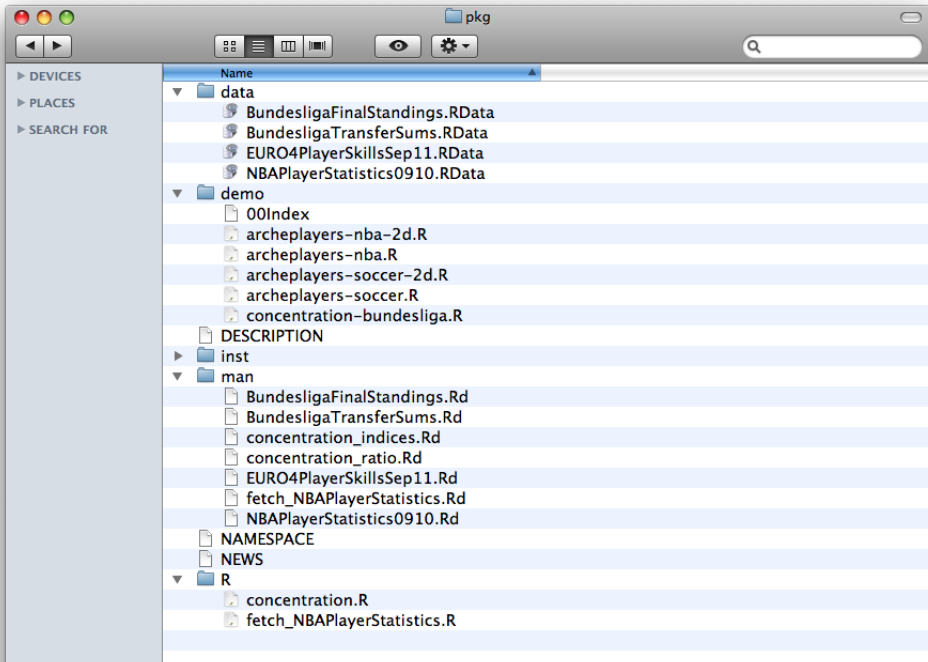 pkg
DEVICES
PLACES
SEARCH FOR
Name
data
BundesligaFinalStandings.RData
BundesligaTransferSums.RData
EURO4PlayerSkillsSep11.RData
NBAPlayerStatistics0910.RData
demo
00Index
archeplayers-nba-2d.R
archeplayers-nba.R
archeplayers-soccer-2d.R
archeplayers-soccer.R
concentration-bundesliga.R
DESCRIPTION
inst
man
BundesligaFinalStandings.Rd
BundesligaTransferSums.Rd
concentration_indices.Rd
concentration_ratio.Rd
EURO4PlayerSkillsSep11.Rd
fetch_NBAPlayerStatistics.Rd
NBAPlayerStatistics0910.Rd
NAMESPACE
NEWS
R
concentration.R
fetch_NBAPlayerStatistics.R